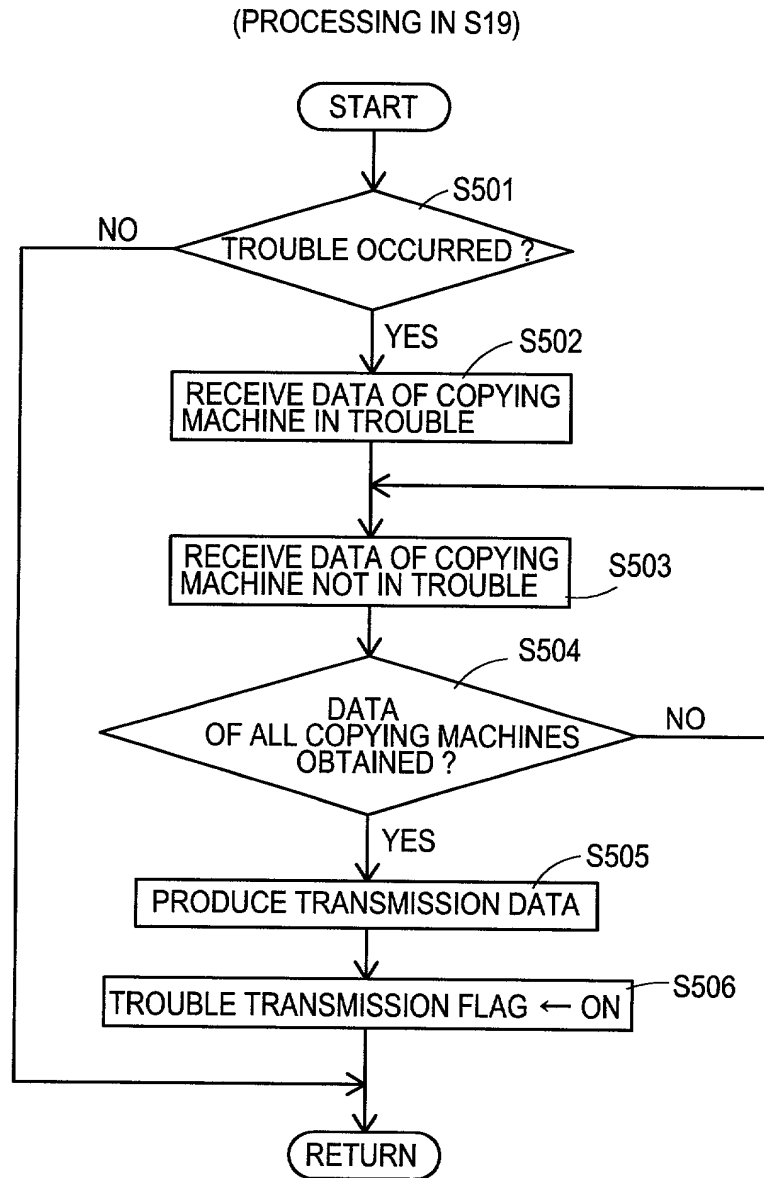 (PROCESSING IN S19)
START
S501
NO
TROUBLE OCCURRED ?
YES
S502
RECEIVE DATA OF COPYING
MACHINE IN TROUBLE
RECEIVE DATA OF COPYING
MACHINE NOT IN TROUBLE
S503
S504
DATA
OF ALL COPYING MACHINES
OBTAINED ?
NO
YES
S505
PRODUCE TRANSMISSION DATA
S506
TROUBLE TRANSMISSION FLAG ← ON
RETURN